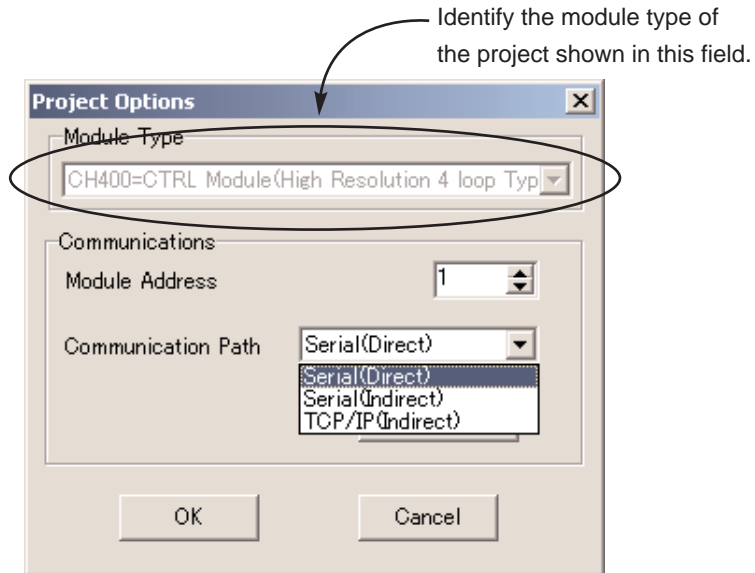 Identify the module type of
the project shown in this field.
Project Options
Module Type
CH400=CTRL Module(High Resolution 4 loop Typ
Communications
Module Address
1
Communication Path
Serial(Direct)
Serial(Direct)
Serial(Indirect)
TCP/IP(Indirect)
OK
Cancel